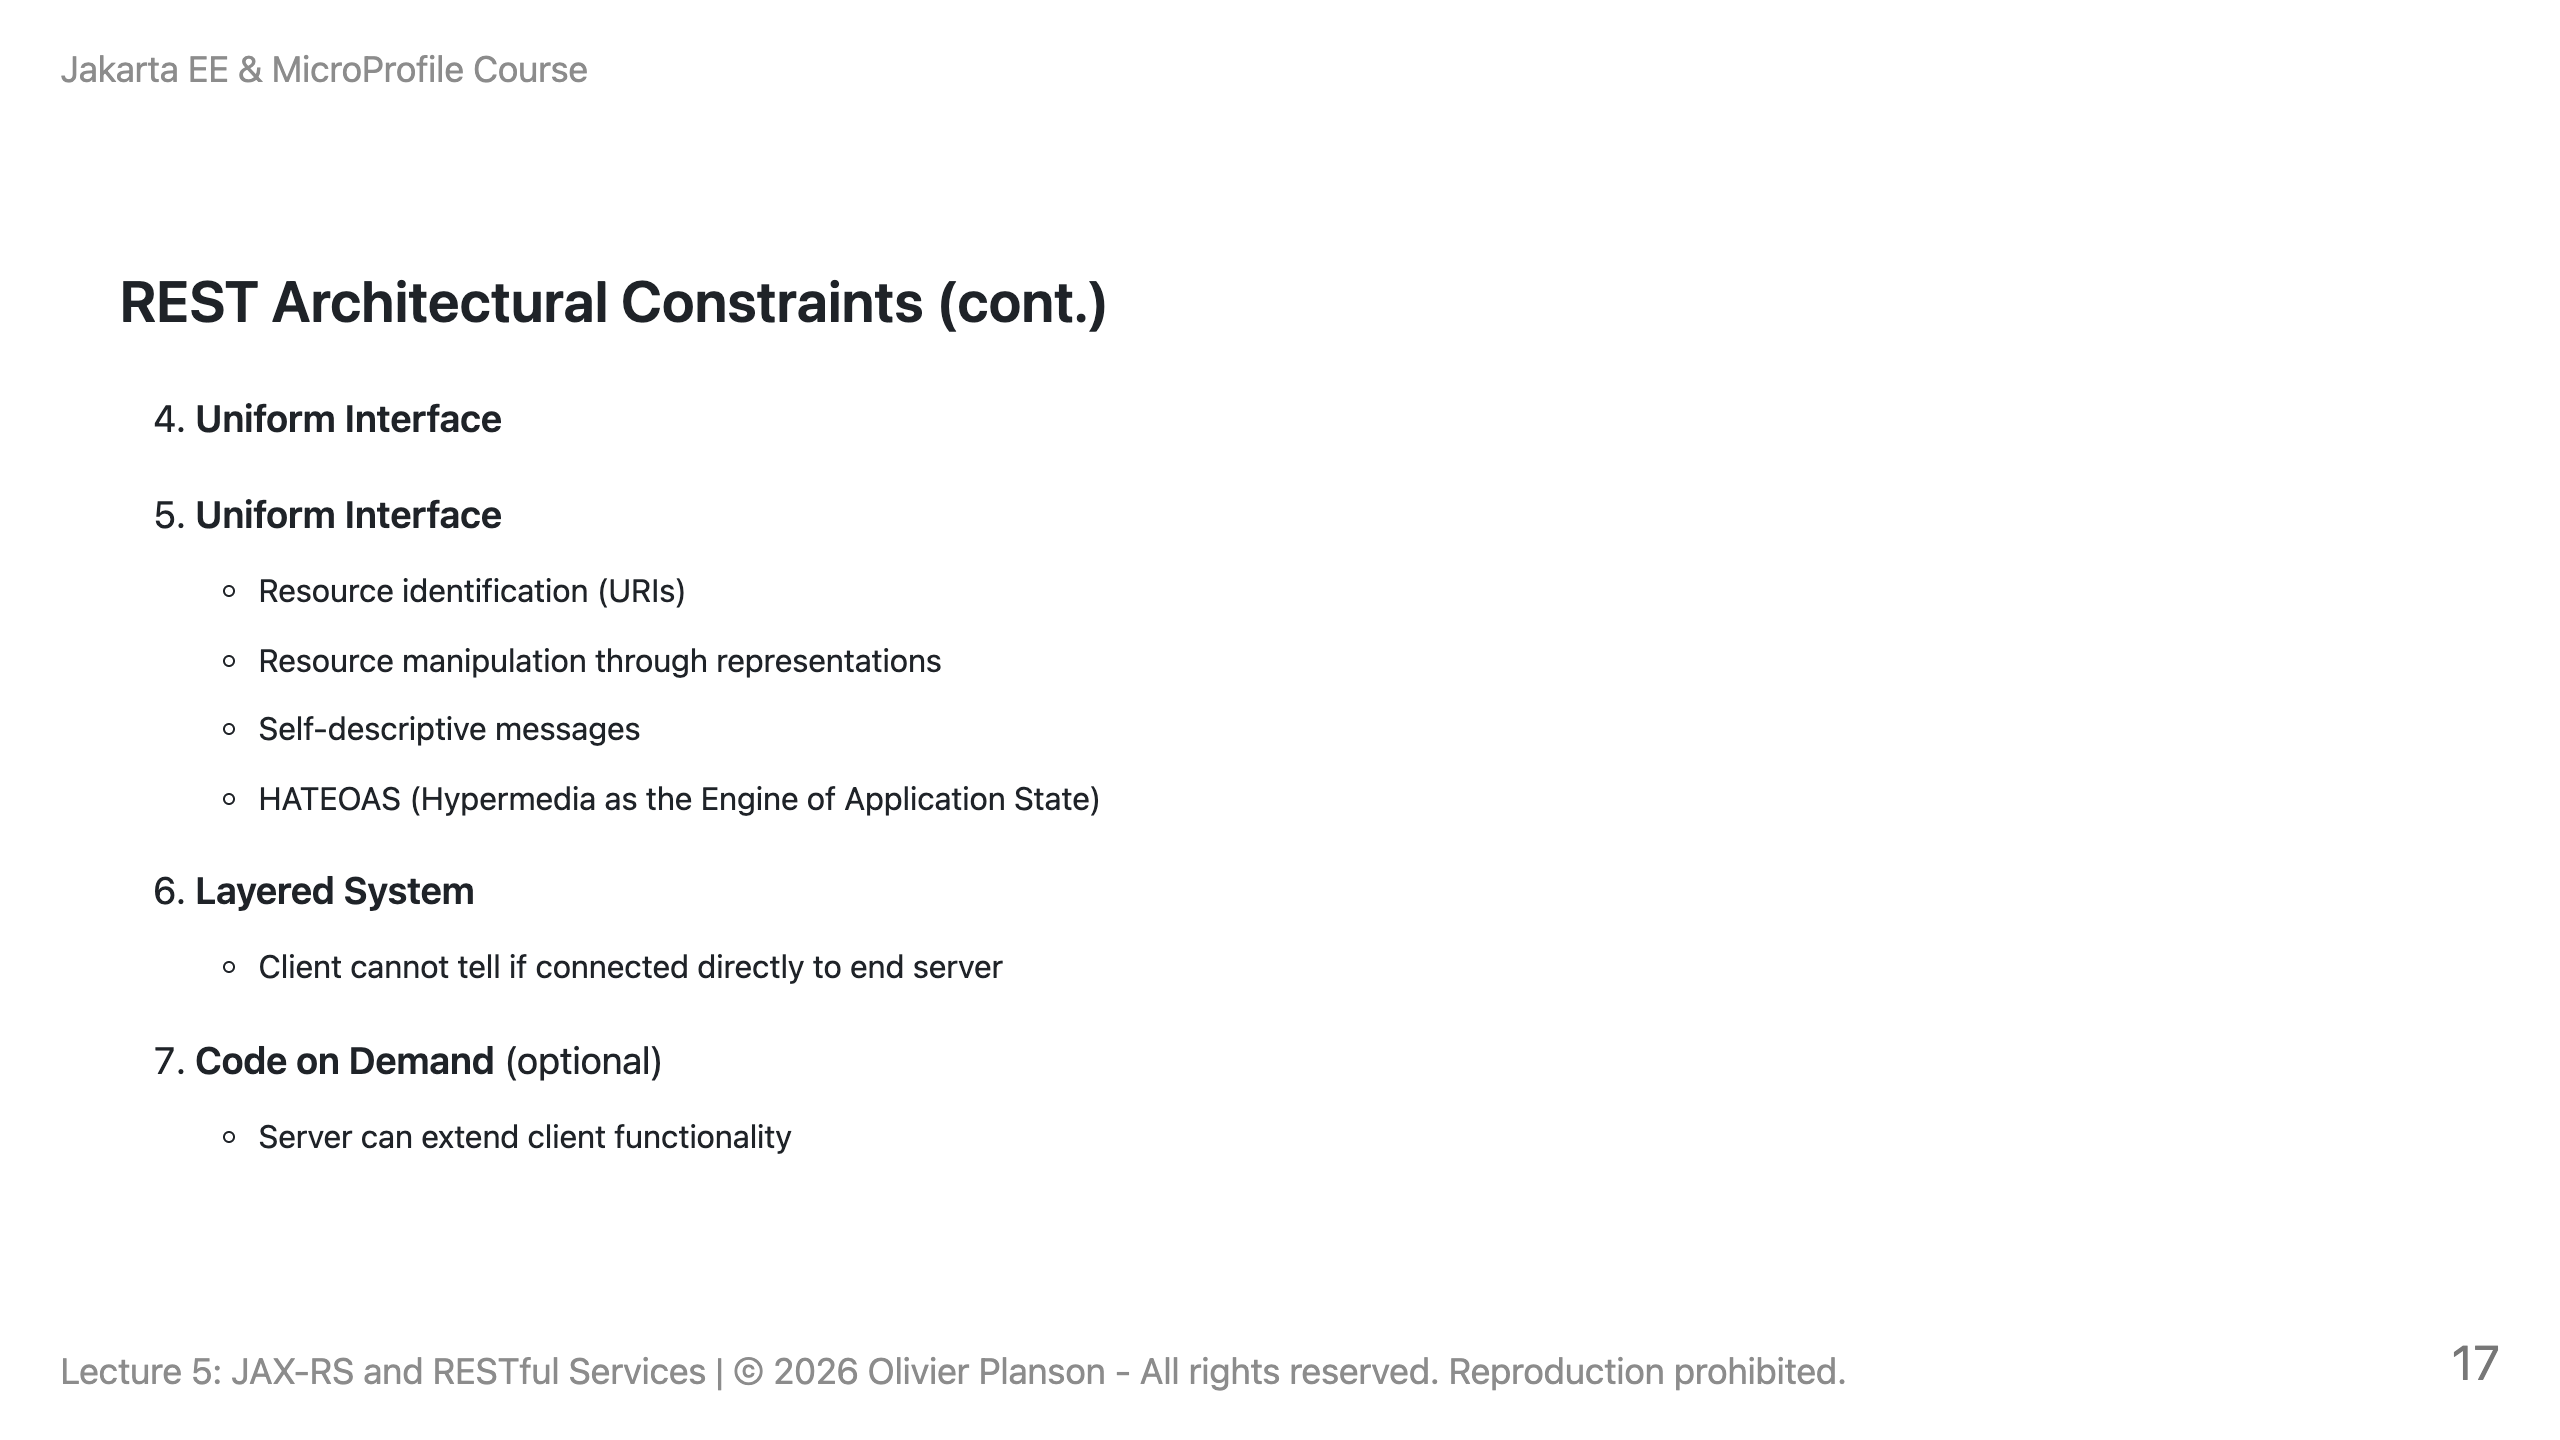 Jakarta EE & MicroProfile Course
REST Architectural Constraints (cont.)
4. Uniform Interface
5. Uniform Interface
Resource identification (URIs)
Resource manipulation through representations
Self-descriptive messages
HATEOAS (Hypermedia as the Engine of Application State)
6. Layered System
Client cannot tell if connected directly to end server
7. Code on Demand (optional)
Server can extend client functionality
Lecture 5: JAX-RS and RESTful Services | © 2026 Olivier Planson - All rights reserved. Reproduction prohibited.
17